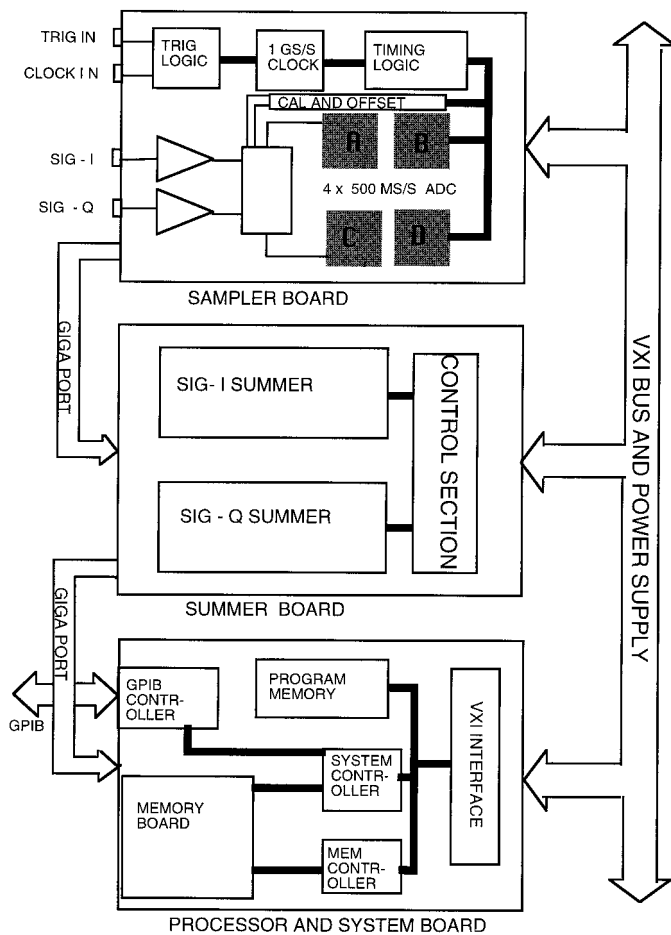 TRIG IN
CLOCK I N
TRIG
LOGIC
1 GS/S
CLOCK
TIMING
LOGIC
CAL AND OFFSET
A
B
SIG - I
SIG - Q
4 x 500 MS/S ADC
C
D
SAMPLER BOARD
GIGA PORT
SIG- I SUMMER
SIG - Q SUMMER
CONTROL
SECTION
SUMMER BOARD
VXI BUS AND POWER SUPPLY
GIGA PORT
GPIB
GPIB
CONTR-
OLLER
PROGRAM
MEMORY
SYSTEM
CONTR-
OLLER
MEMORY
BOARD
MEM CONTR-
OLLER
VXI INTERFACE
PROCESSOR AND SYSTEM BOARD